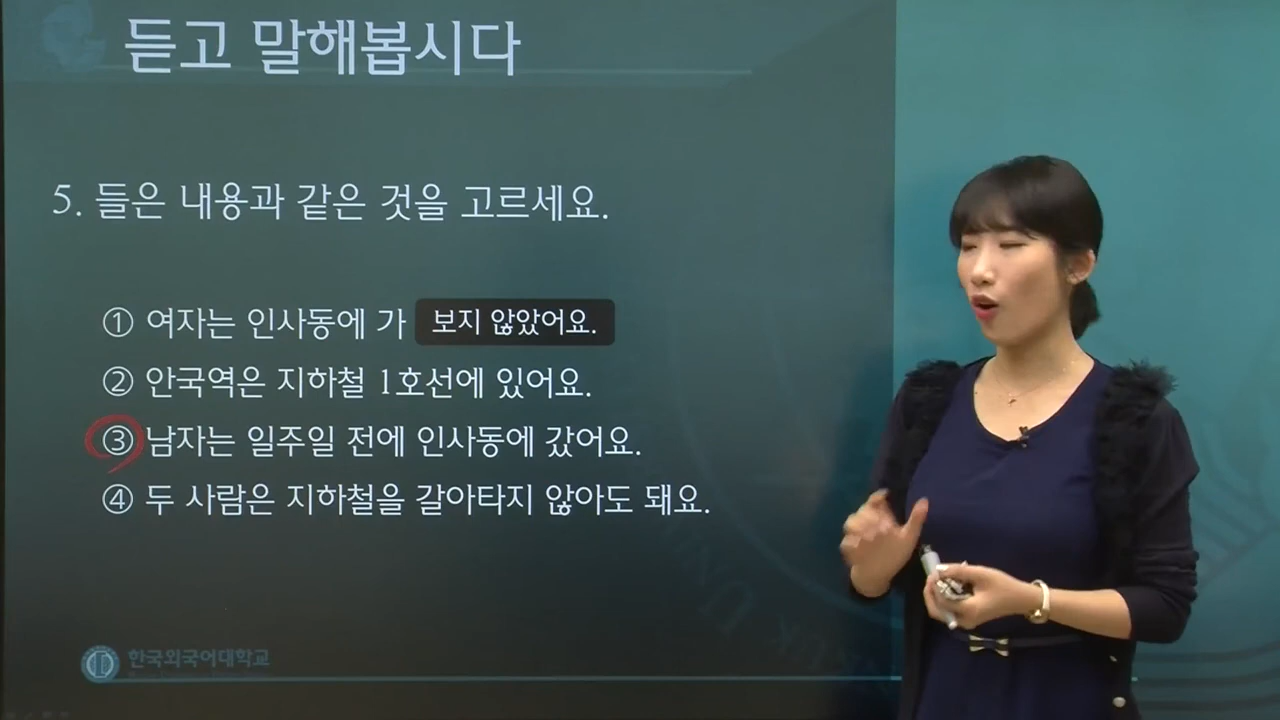 듣고 말해봅시다
5. 들은 내용과 같은 것을 고르세요.
① 여자는 인사동에 가 보지 않았어요.
② 안국역은 지하철 1호선에 있어요.
③ 남자는 일주일 전에 인사동에 갔어요.
④ 두 사람은 지하철을 갈아타지 않아도 돼요.
한국외국어대학교